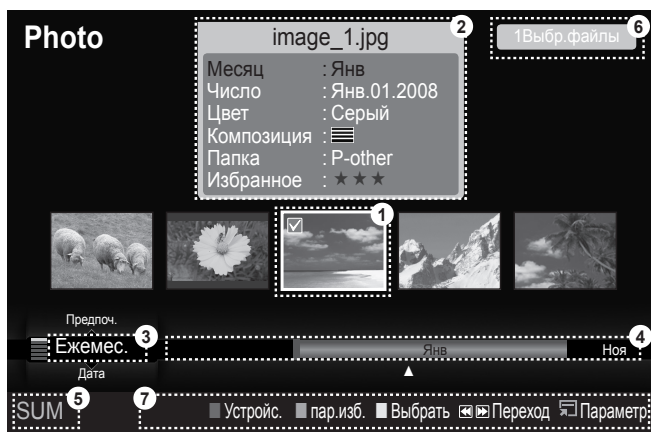 Photo
image_1.jpg
2
1Выбр.файлы
6
Месяц : Янв
Число : Янв.01.2008
Цвет : Серый
Композиция :
Папка : P-other
Избранное : ★★★
1
Предпоч.
Ежемес.
3
Янв
Ноя
4
Дата
SUM
5
7
Устройс. пар.изб. Выбрать Переход Параметр